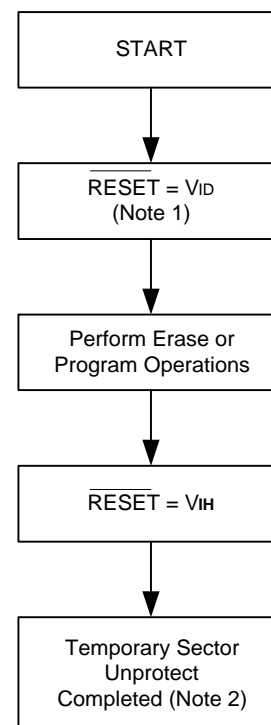 START
RESET = VID
(Note 1)
Perform Erase or
Program Operations
RESET = VIH
Temporary Sector
Unprotect
Completed (Note 2)